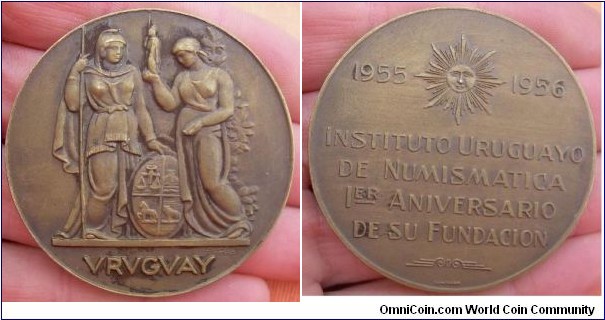 VRVGVAY
1955 1956
INSTITUTO URUGUAYO
DE NUMISMATICA
1ER ANIVERSARIO
DE SU FUNDACION
OmniCoin.com World Coin Community